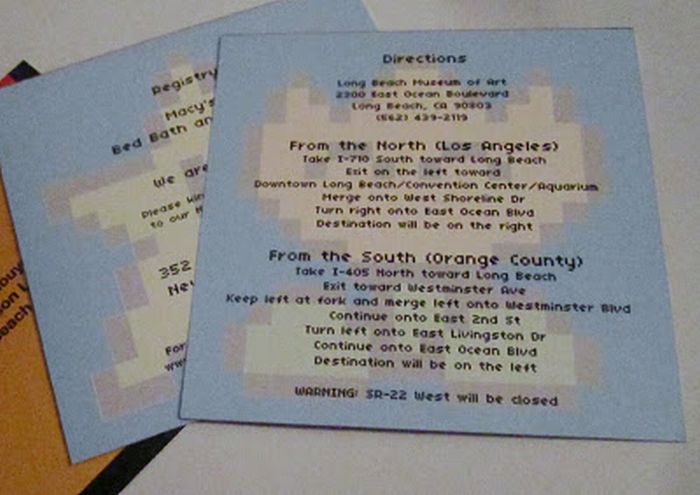 Directions
Long Beach Museum of Art
2300 East Ocean Boulevard
Long Beach, CA 90803
(562) 439-2119
From the North (Los Angeles)
Take I-710 South toward Long Beach
Exit on the left toward
Downtown Long Beach/Convention Center/Aquarium
Merge onto West Shoreline Dr
Turn right onto East Ocean Blvd
Destination will be on the right
From the South (Orange County)
Take I-405 North toward Long Beach
Exit toward Westminster Ave
Keep left at fork and merge left onto Westminster Blvd
Continue onto East 2nd St
Turn left onto East Livingston Dr
Continue onto East Ocean Blvd
Destination will be on the left
WARNING: SR-22 West will be closed
Registry
Macy's
Bed Bath an
We are
Please kin
to our
352
Ne
For